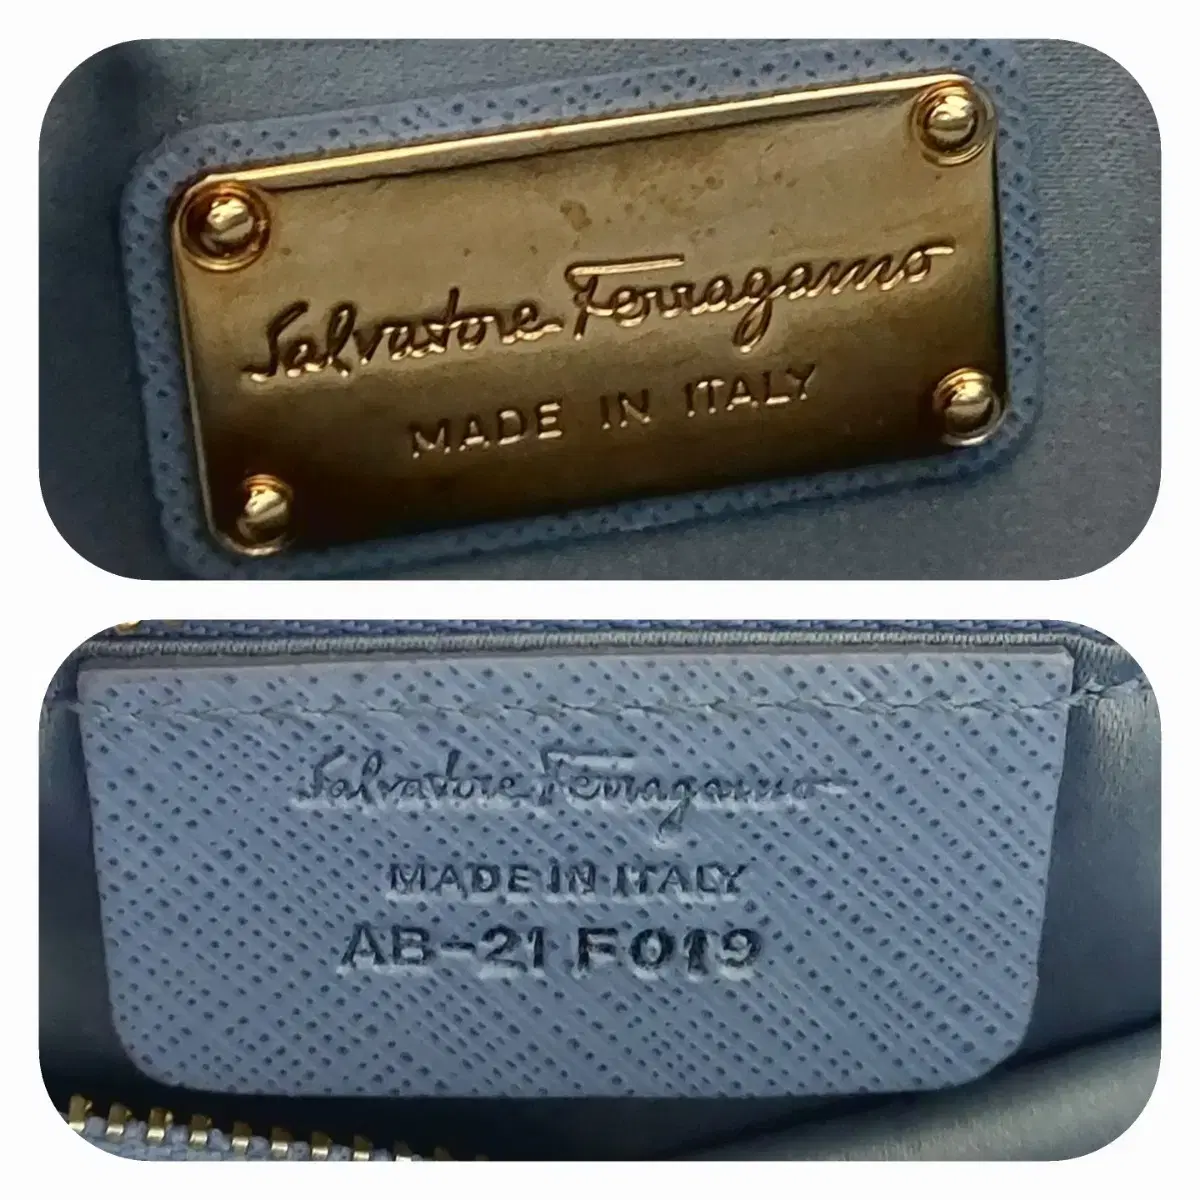 Salvatore Ferragamo
MADE IN ITALY
Salvatore Ferragamo
MADE IN ITALY
AB-21 F019